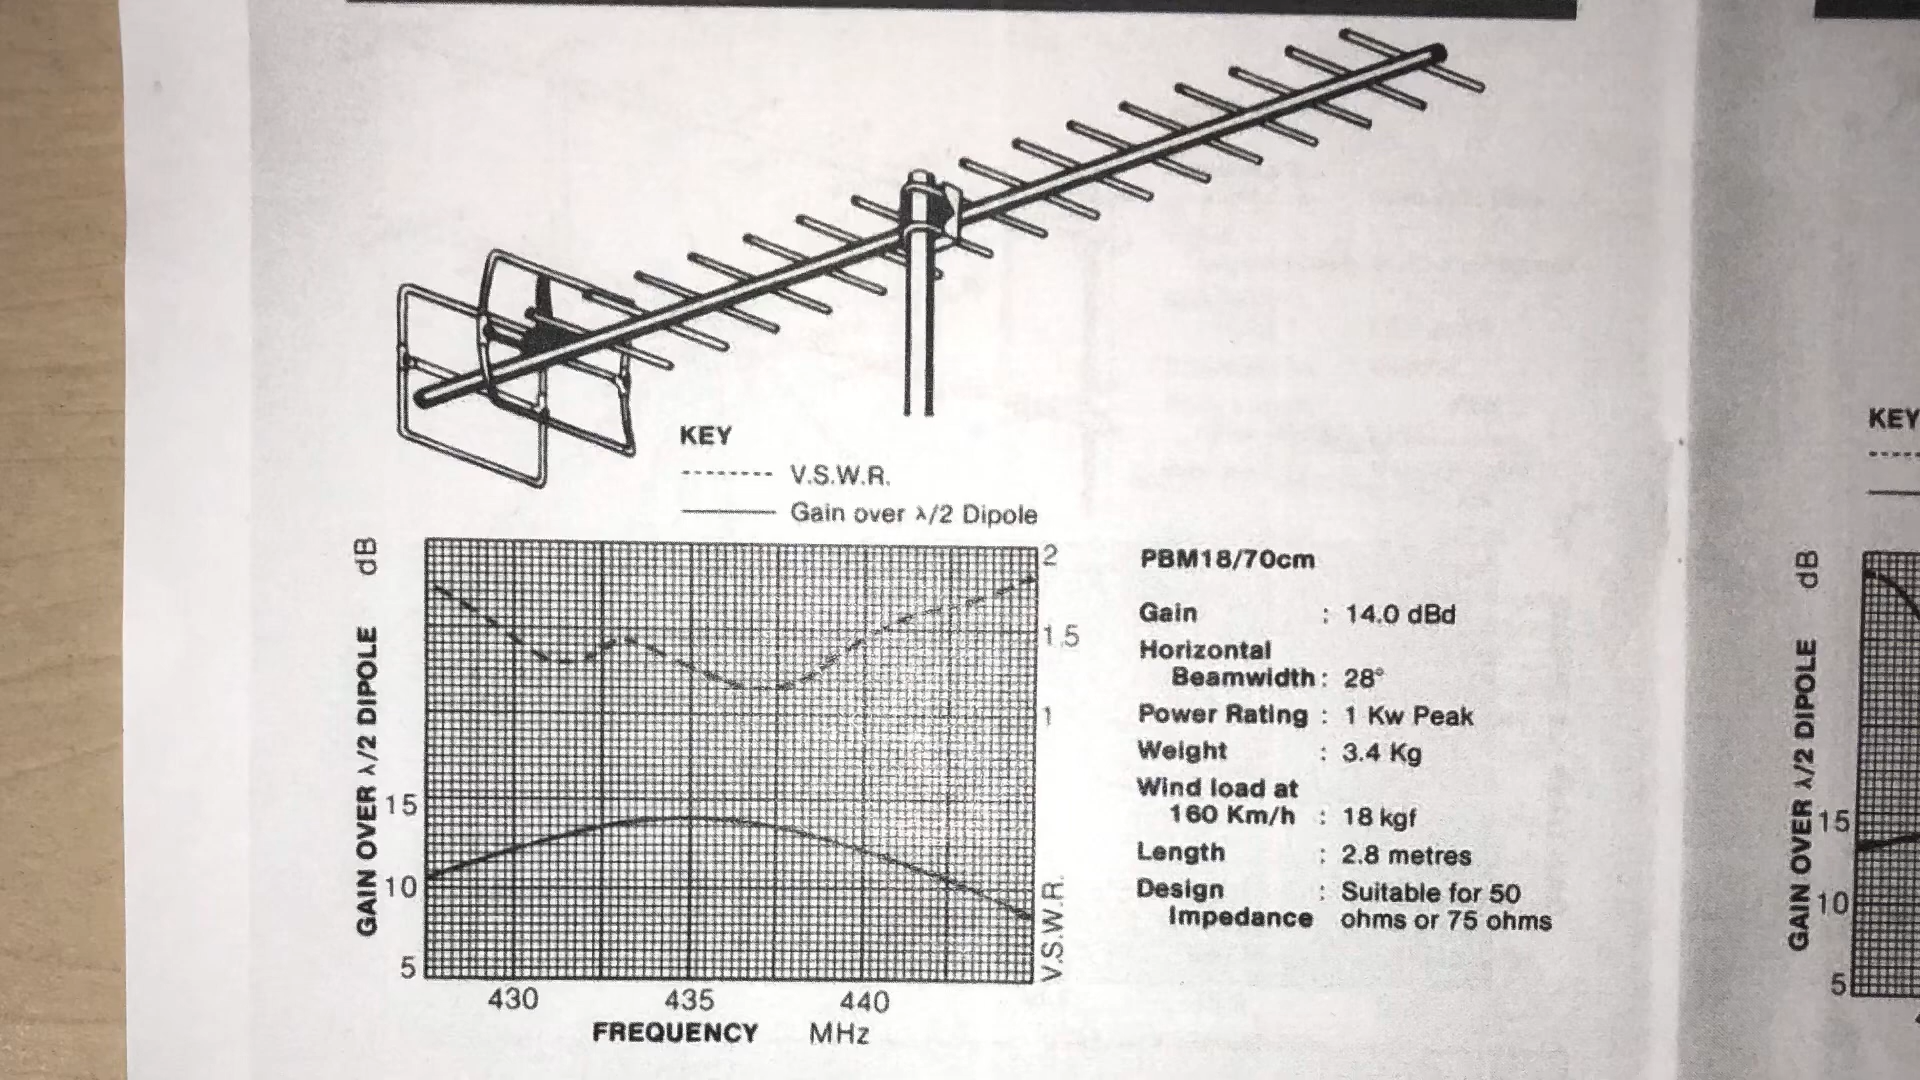 KEY
V.S.W.R.
Gain over λ/2 Dipole
dB
GAIN OVER λ/2 DIPOLE
15
10
5
2
1.5
1
V.S.W.R.
430 435 440
FREQUENCY MHz
PBM18/70cm
Gain : 14.0 dBd
Horizontal
Beamwidth : 28°
Power Rating : 1 Kw Peak
Weight : 3.4 Kg
Wind load at
160 Km/h : 18 kgf
Length : 2.8 metres
Design : Suitable for 50
Impedance ohms or 75 ohms
KEY
dB
GAIN OVER λ/2 DIPOLE
15
10
5